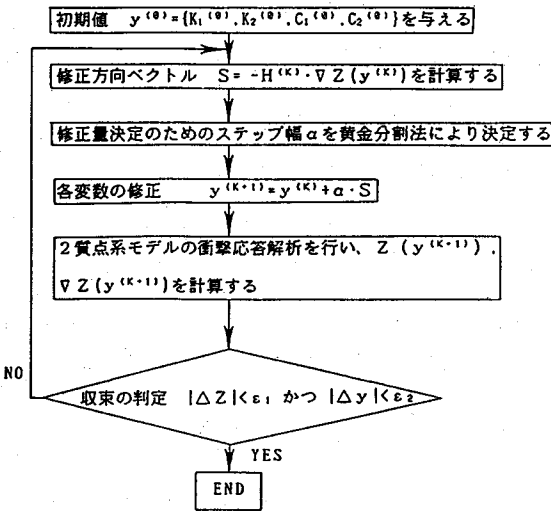 初期値 y⁽⁰⁾={K₁⁽⁰⁾,K₂⁽⁰⁾,C₁⁽⁰⁾,C₂⁽⁰⁾}を与える
修正方向ベクトル S=-H⁽ᴷ⁾·∇Z(y⁽ᴷ⁾)を計算する
修正量決定のためのステップ幅αを黄金分割法により決定する
各変数の修正 y⁽ᴷ⁺¹⁾=y⁽ᴷ⁾+α·S
2質点系モデルの衝撃応答解析を行い、Z(y⁽ᴷ⁺¹⁾),
∇Z(y⁽ᴷ⁺¹⁾)を計算する
NO
収束の判定 |△Z|<ε₁ かつ |△y|<ε₂
YES
END